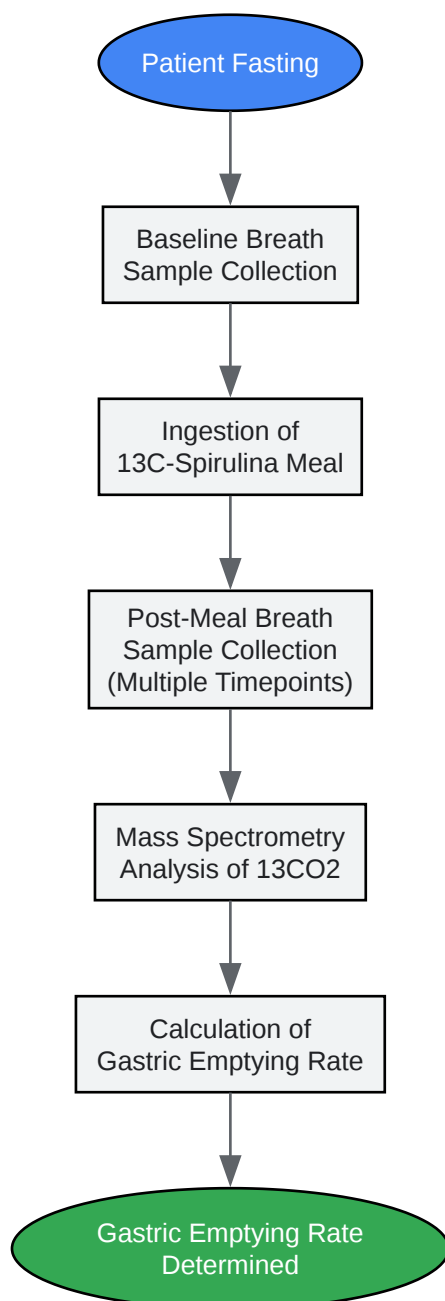 Patient Fasting
Baseline Breath
Sample Collection
Ingestion of
13C-Spirulina Meal
Post-Meal Breath
Sample Collection
(Multiple Timepoints)
Mass Spectrometry
Analysis of 13CO2
Calculation of
Gastric Emptying Rate
Gastric Emptying Rate
Determined